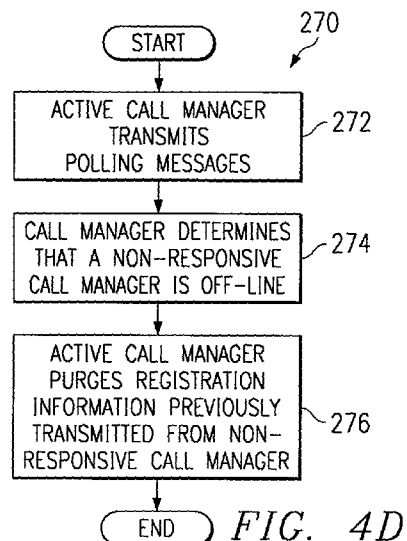 START
270
ACTIVE CALL MANAGER
TRANSMITS
POLLING MESSAGES
272
CALL MANAGER DETERMINES
THAT A NON-RESPONSIVE
CALL MANAGER IS OFF-LINE
274
ACTIVE CALL MANAGER
PURGES REGISTRATION
INFORMATION PREVIOUSLY
TRANSMITTED FROM NON-
RESPONSIVE CALL MANAGER
276
END
FIG. 4D